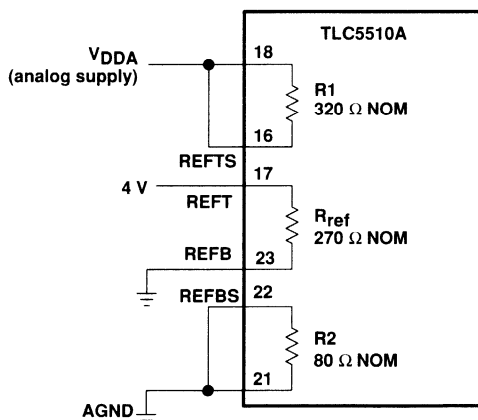 TLC5510A
VDDA
(analog supply)
18
R1
320 Ω NOM
16
REFTS
17
4 V
REFT
Rref
270 Ω NOM
REFB
23
REFBS
22
R2
80 Ω NOM
21
AGND